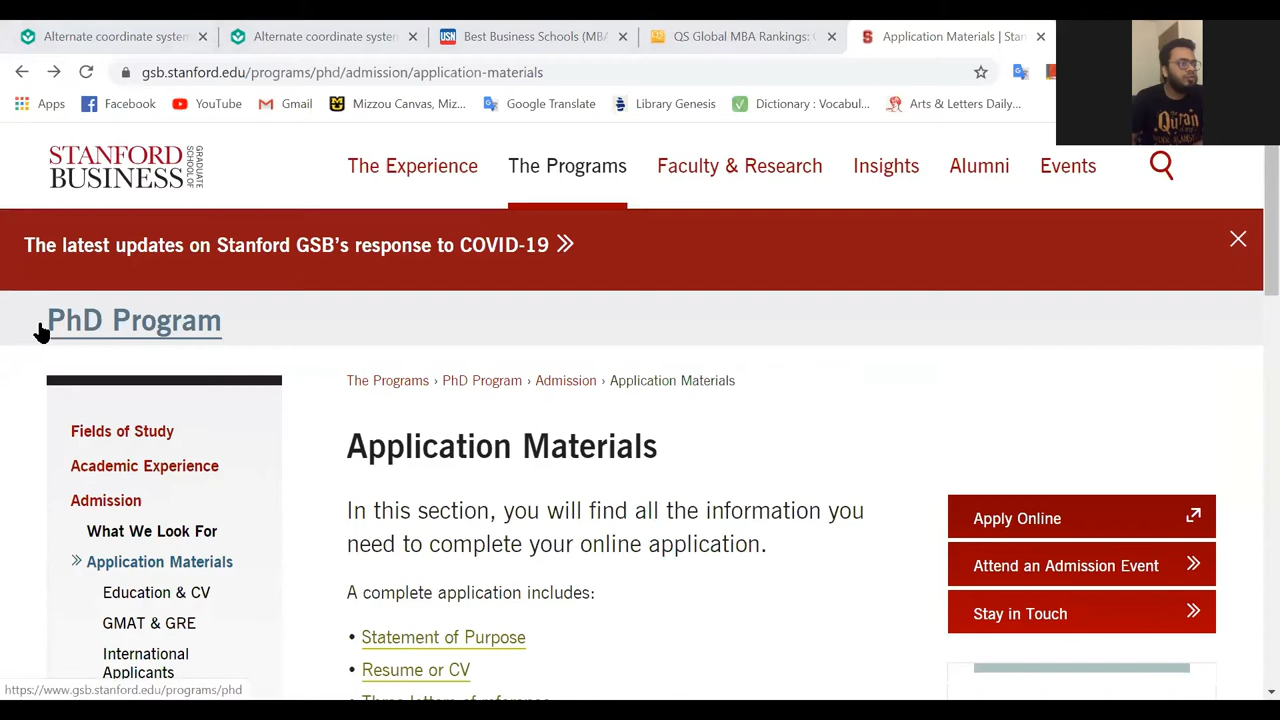 Alternate coordinate system
Alternate coordinate system
USN
Best Business Schools (MBA
QS Global MBA Rankings:
Application Materials | Stan
gsb.stanford.edu/programs/phd/admission/application-materials
Apps
Facebook
YouTube
Gmail
Mizzou Canvas, Miz...
Google Translate
Library Genesis
Dictionary : Vocabul...
Arts & Letters Daily...
Quran
STANFORD
BUSINESS
GRADUATE
SCHOOL OF
The Experience
The Programs
Faculty & Research
Insights
Alumni
Events
The latest updates on Stanford GSB's response to COVID-19
PhD Program
Fields of Study
Academic Experience
Admission
What We Look For
Application Materials
Education & CV
GMAT & GRE
International
Applicants
https://www.gsb.stanford.edu/programs/phd
The Programs › PhD Program › Admission › Application Materials
Application Materials
In this section, you will find all the information you
need to complete your online application.
A complete application includes:
• Statement of Purpose
• Resume or CV
Three letters of reference
Apply Online
Attend an Admission Event
Stay in Touch